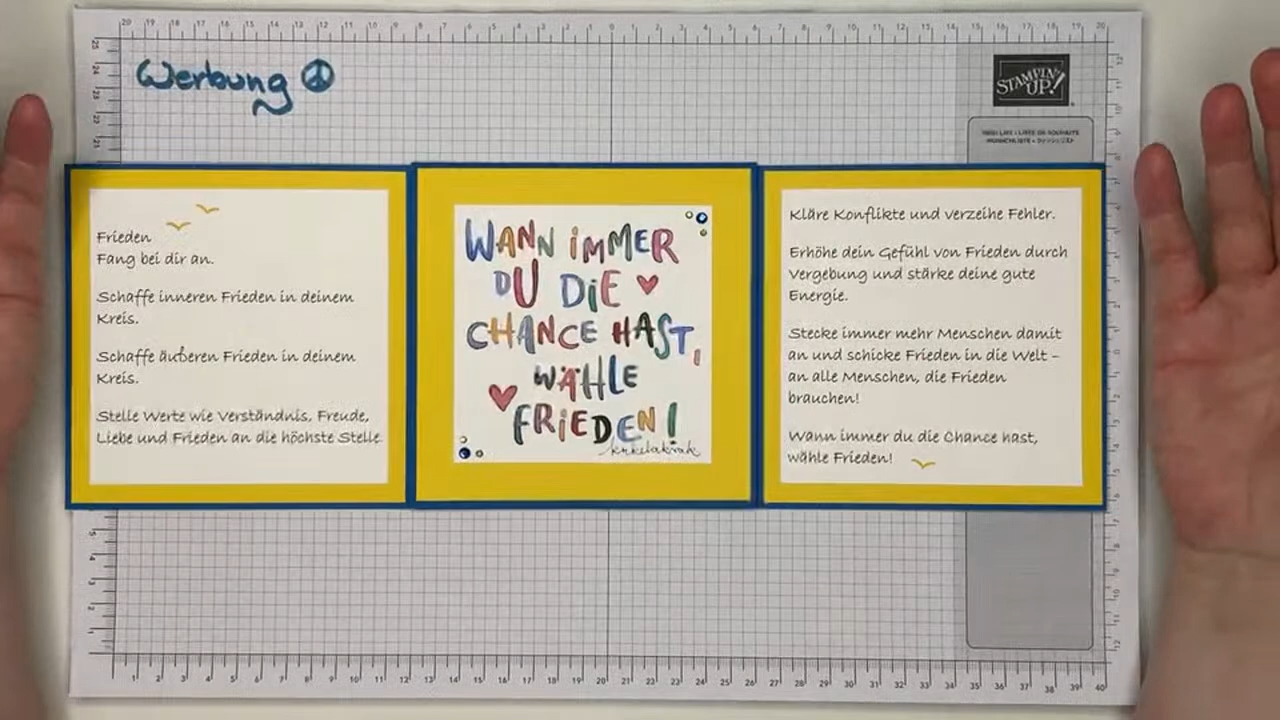 Werbung
STAMPIN' UP!
Frieden
Fang bei dir an.
Schaffe inneren Frieden in deinem
Kreis.
Schaffe äußeren Frieden in deinem
Kreis.
Stelle Werte wie Verständnis, Freude,
Liebe und Frieden an die höchste Stelle.
WANN iMMER
DU DiE
CHANCE HAST,
WÄHLE
FRiEDEN!
Kläre Konflikte und verzeihe Fehler.
Erhöhe dein Gefühl von Frieden durch
Vergebung und stärke deine gute
Energie.
Stecke immer mehr Menschen damit
an und schicke Frieden in die Welt –
an alle Menschen, die Frieden
brauchen!
Wann immer du die Chance hast,
wähle Frieden!